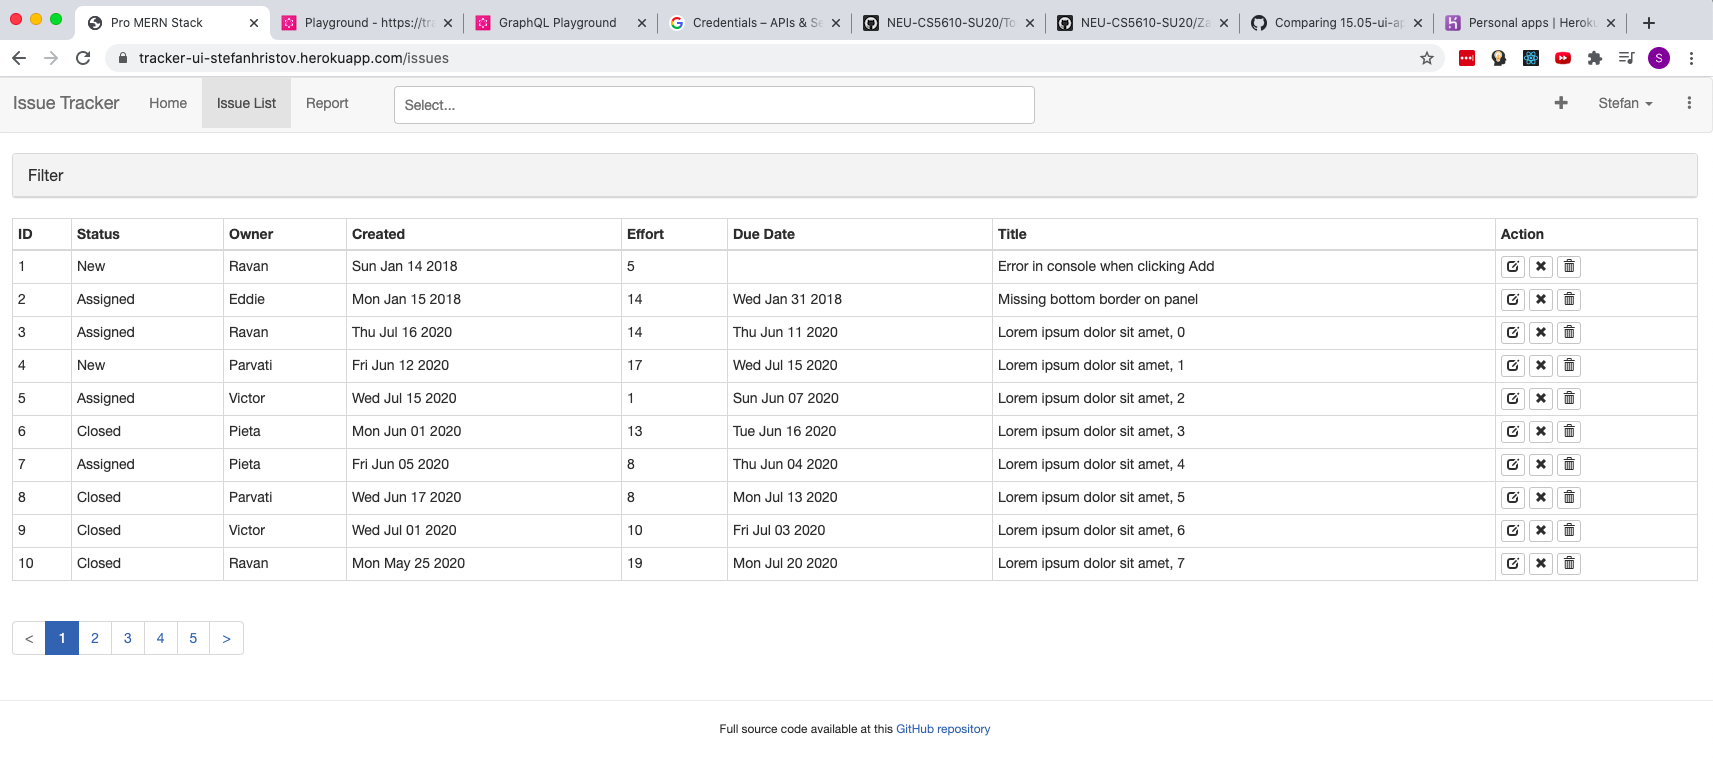 Pro MERN Stack Playground - https://tra GraphQL Playground Credentials – APIs & Se NEU-CS5610-SU20/To NEU-CS5610-SU20/Za Comparing 15.05-ui-ap Personal apps | Heroku
tracker-ui-stefanhristov.herokuapp.com/issues S
Issue Tracker Home Issue List Report Select... Stefan
Filter
ID Status Owner Created Effort Due Date Title Action
1 New Ravan Sun Jan 14 2018 5 Error in console when clicking Add
2 Assigned Eddie Mon Jan 15 2018 14 Wed Jan 31 2018 Missing bottom border on panel
3 Assigned Ravan Thu Jul 16 2020 14 Thu Jun 11 2020 Lorem ipsum dolor sit amet, 0
4 New Parvati Fri Jun 12 2020 17 Wed Jul 15 2020 Lorem ipsum dolor sit amet, 1
5 Assigned Victor Wed Jul 15 2020 1 Sun Jun 07 2020 Lorem ipsum dolor sit amet, 2
6 Closed Pieta Mon Jun 01 2020 13 Tue Jun 16 2020 Lorem ipsum dolor sit amet, 3
7 Assigned Pieta Fri Jun 05 2020 8 Thu Jun 04 2020 Lorem ipsum dolor sit amet, 4
8 Closed Parvati Wed Jun 17 2020 8 Mon Jul 13 2020 Lorem ipsum dolor sit amet, 5
9 Closed Victor Wed Jul 01 2020 10 Fri Jul 03 2020 Lorem ipsum dolor sit amet, 6
10 Closed Ravan Mon May 25 2020 19 Mon Jul 20 2020 Lorem ipsum dolor sit amet, 7
< 1 2 3 4 5 >
Full source code available at this GitHub repository